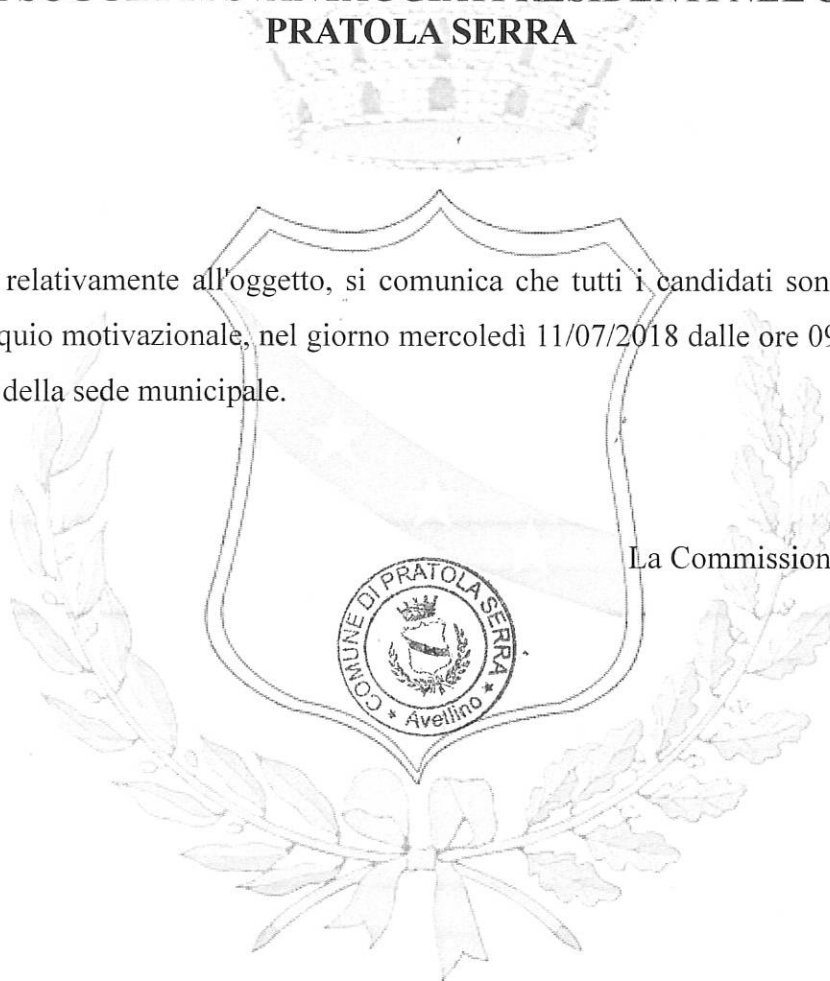 PRATOLA SERRA
relativamente all'oggetto, si comunica che tutti i candidati son
quio motivazionale, nel giorno mercoledì 11/07/2018 dalle ore 09
della sede municipale.
La Commission
COMUNE DI PRATOLA SERRA
* Avellino *